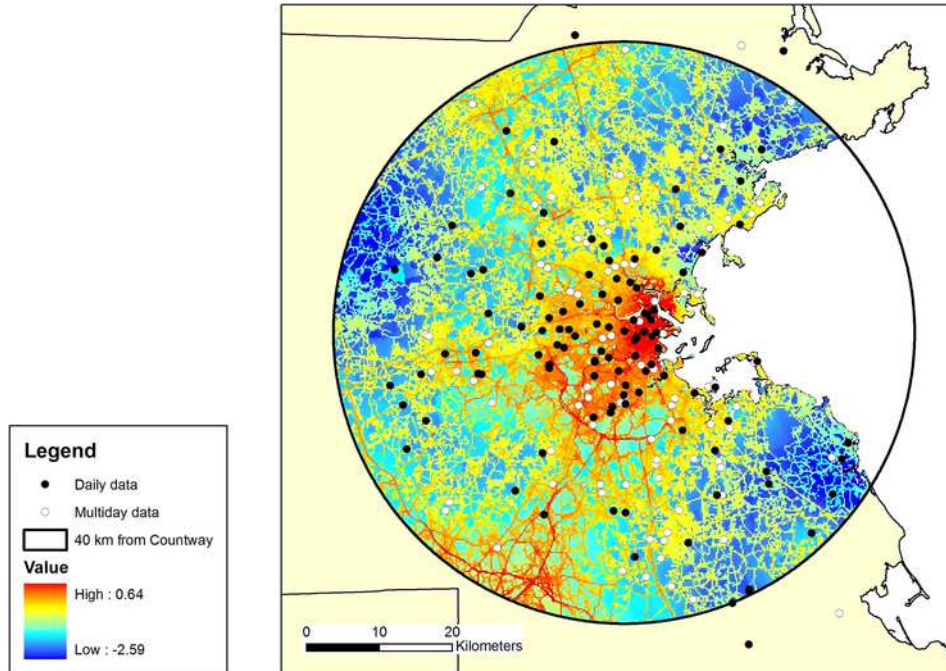 Legend
Daily data
Multiday data
40 km from Countway
Value
High : 0.64
Low : -2.59
0 10 20
Kilometers